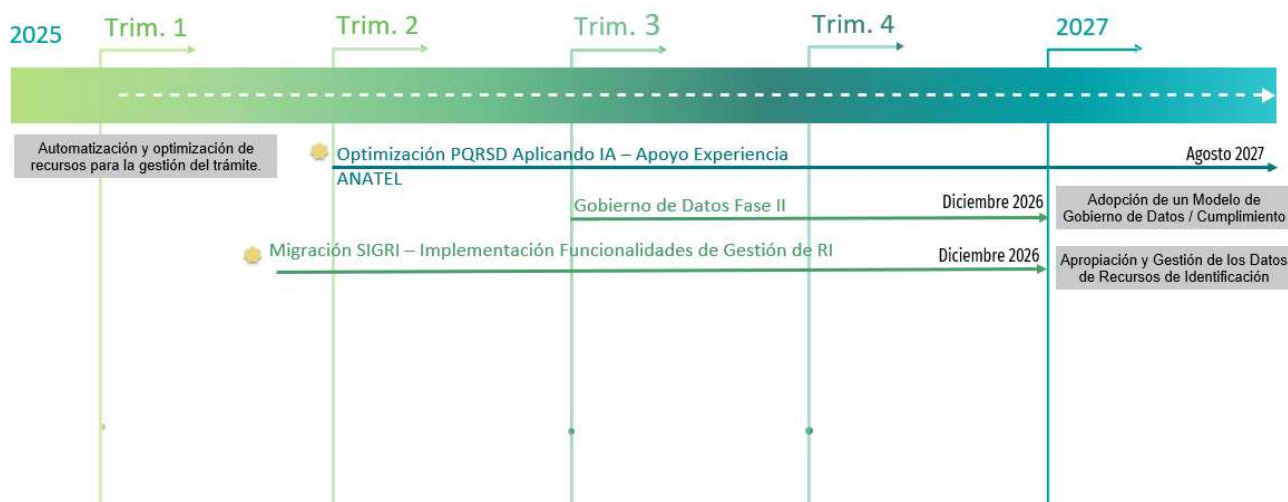 2025
Trim. 1
Trim. 2
Trim. 3
Trim. 4
2027
Automatización y optimización de
recursos para la gestión del trámite.
Optimización PQRSD Aplicando IA – Apoyo Experiencia
ANATEL
Agosto 2027
Gobierno de Datos Fase II
Diciembre 2026
Adopción de un Modelo de
Gobierno de Datos / Cumplimiento
Migración SIGRI – Implementación Funcionalidades de Gestión de RI
Diciembre 2026
Apropiación y Gestión de los Datos
de Recursos de Identificación